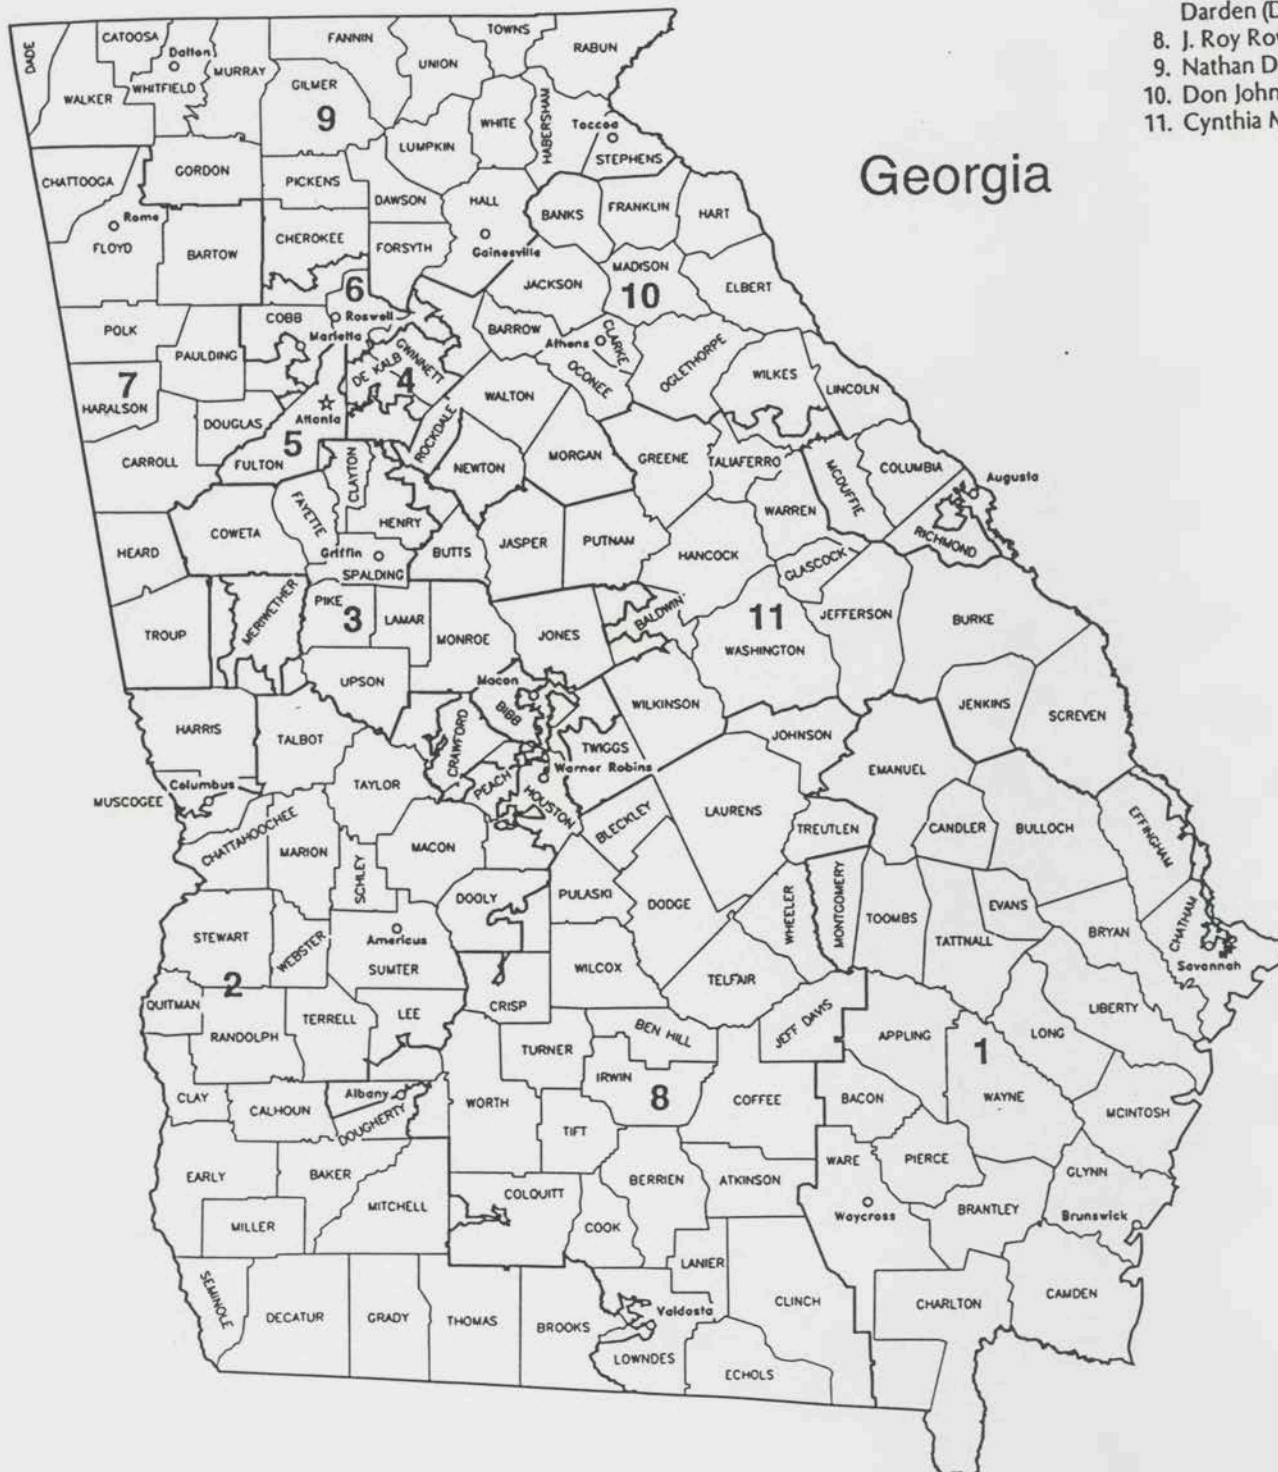 Darden (D
8. J. Roy Row
9. Nathan D
10. Don John
11. Cynthia M
Georgia
DADE
CATOOSA
Dalton
WHITFIELD
WALKER
MURRAY
FANNIN
GILMER
9
UNION
TOWNS
RABUN
WHITE
HABERSHAM
Toccoa
STEPHENS
LUMPKIN
CHATTOOGA
GORDON
PICKENS
DAWSON
HALL
Gainesville
BANKS
FRANKLIN
HART
Rome
FLOYD
BARTOW
CHEROKEE
FORSYTH
JACKSON
MADISON
10
ELBERT
6
Roswell
POLK
PAULDING
COBB
Marietta
DE KALB
GWINNETT
4
BARROW
Athens
CLARKE
OCONEE
OGLETHORPE
WILKES
LINCOLN
7
HARALSON
DOUGLAS
Atlanta
5
FULTON
CARROLL
ROCKDALE
WALTON
NEWTON
MORGAN
GREENE
TALIAFERRO
MCDUFFIE
COLUMBIA
Augusta
RICHMOND
CLAYTON
FAYETTE
HENRY
HEARD
COWETA
Griffin
SPALDING
BUTTS
JASPER
PUTNAM
HANCOCK
WARREN
GLASCOCK
TROUP
MERIWETHER
PIKE
3
LAMAR
MONROE
JONES
BALDWIN
11
WASHINGTON
JEFFERSON
BURKE
UPSON
Macon
BIBB
WILKINSON
JENKINS
SCREVEN
HARRIS
TALBOT
CRAWFORD
TWIGGS
JOHNSON
Columbus
MUSCOGEE
TAYLOR
PEACH
Warner Robins
HOUSTON
BLECKLEY
LAURENS
EMANUEL
CHATTAHOOCHEE
MARION
SCHLEY
MACON
TREUTLEN
CANDLER
BULLOCH
EFFINGHAM
STEWART
WEBSTER
Americus
SUMTER
DOOLY
PULASKI
DODGE
WHEELER
MONTGOMERY
TOOMBS
TATTNALL
EVANS
BRYAN
CHATHAM
Savannah
2
QUITMAN
RANDOLPH
TERRELL
LEE
CRISP
WILCOX
TELFAIR
JEFF DAVIS
APPLING
1
LONG
LIBERTY
TURNER
BEN HILL
IRWIN
8
CLAY
CALHOUN
Albany
DOUGHERTY
WORTH
TIFT
COFFEE
BACON
WAYNE
MCINTOSH
EARLY
BAKER
MITCHELL
MILLER
COLQUITT
BERRIEN
COOK
ATKINSON
WARE
PIERCE
Waycross
BRANTLEY
GLYNN
Brunswick
SEMINOLE
DECATUR
GRADY
THOMAS
BROOKS
LANIER
Valdosta
LOWNDES
CLINCH
ECHOLS
CHARLTON
CAMDEN